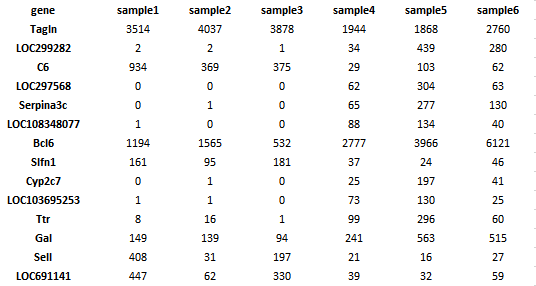 gene sample1 sample2 sample3 sample4 sample5 sample6
Tagln 3514 4037 3878 1944 1868 2760
LOC299282 2 2 1 34 439 280
C6 934 369 375 29 103 62
LOC297568 0 0 0 62 304 63
Serpina3c 0 1 0 65 277 130
LOC108348077 1 0 0 88 134 40
Bcl6 1194 1565 532 2777 3966 6121
Slfn1 161 95 181 37 24 46
Cyp2c7 0 1 0 25 197 41
LOC103695253 1 1 0 73 130 25
Ttr 8 16 1 99 296 60
Gal 149 139 94 241 563 515
Sell 408 31 197 21 16 27
LOC691141 447 62 330 39 32 59